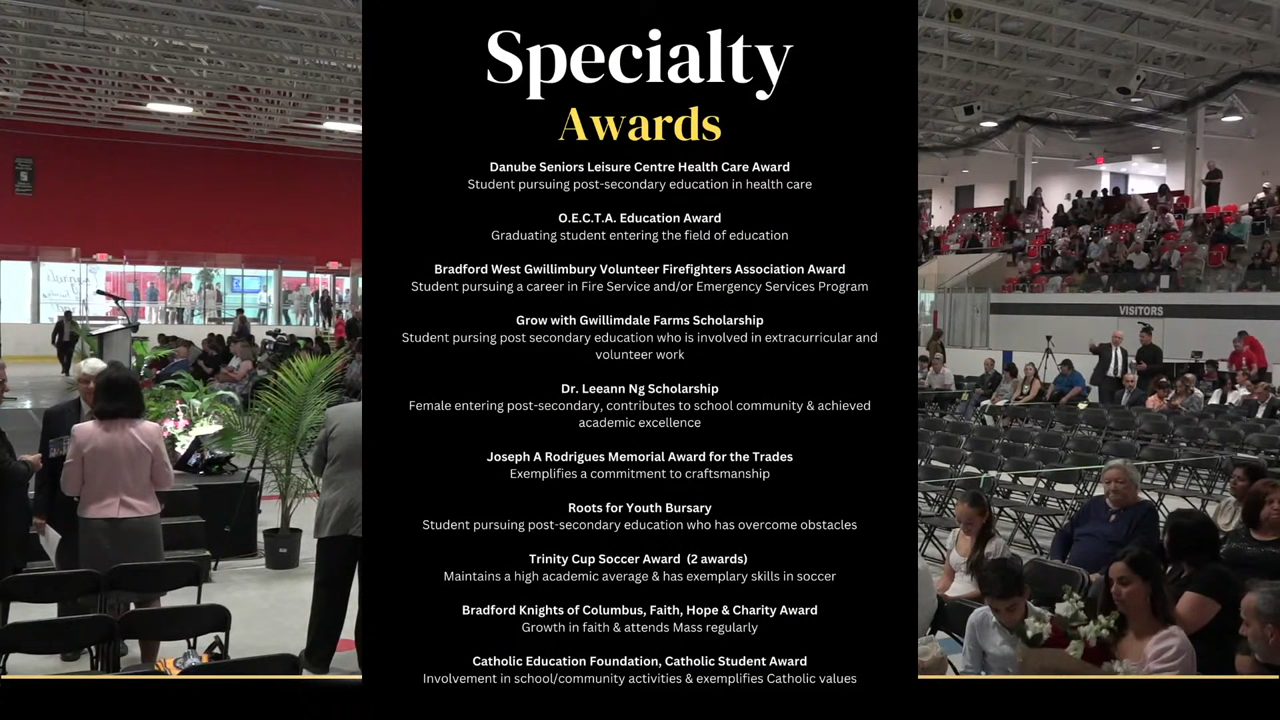 Specialty
Awards
Danube Seniors Leisure Centre Health Care Award
Student pursuing post-secondary education in health care
O.E.C.T.A. Education Award
Graduating student entering the field of education
Bradford West Gwillimbury Volunteer Firefighters Association Award
Student pursuing a career in Fire Service and/or Emergency Services Program
Grow with Gwillimdale Farms Scholarship
Student pursing post secondary education who is involved in extracurricular and
volunteer work
Dr. Leeann Ng Scholarship
Female entering post-secondary, contributes to school community & achieved
academic excellence
Joseph A Rodrigues Memorial Award for the Trades
Exemplifies a commitment to craftsmanship
Roots for Youth Bursary
Student pursuing post-secondary education who has overcome obstacles
Trinity Cup Soccer Award (2 awards)
Maintains a high academic average & has exemplary skills in soccer
Bradford Knights of Columbus, Faith, Hope & Charity Award
Growth in faith & attends Mass regularly
Catholic Education Foundation, Catholic Student Award
Involvement in school/community activities & exemplifies Catholic values
VISITORS